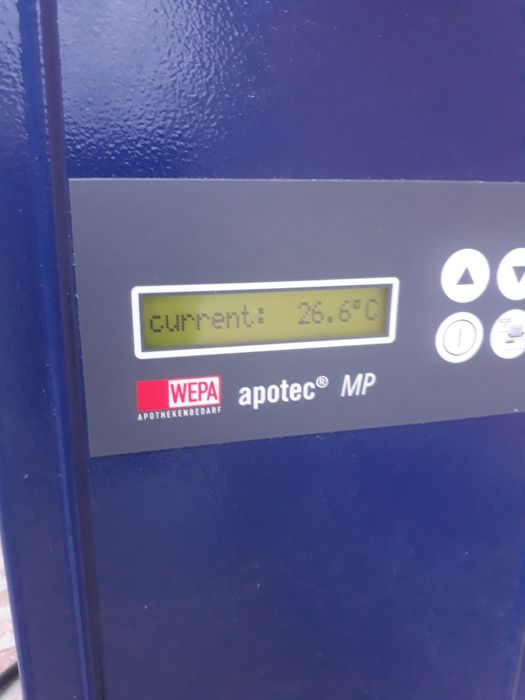 current: 26.6°C
WEPA
APOTHEKENBEDARF
apotec® MP